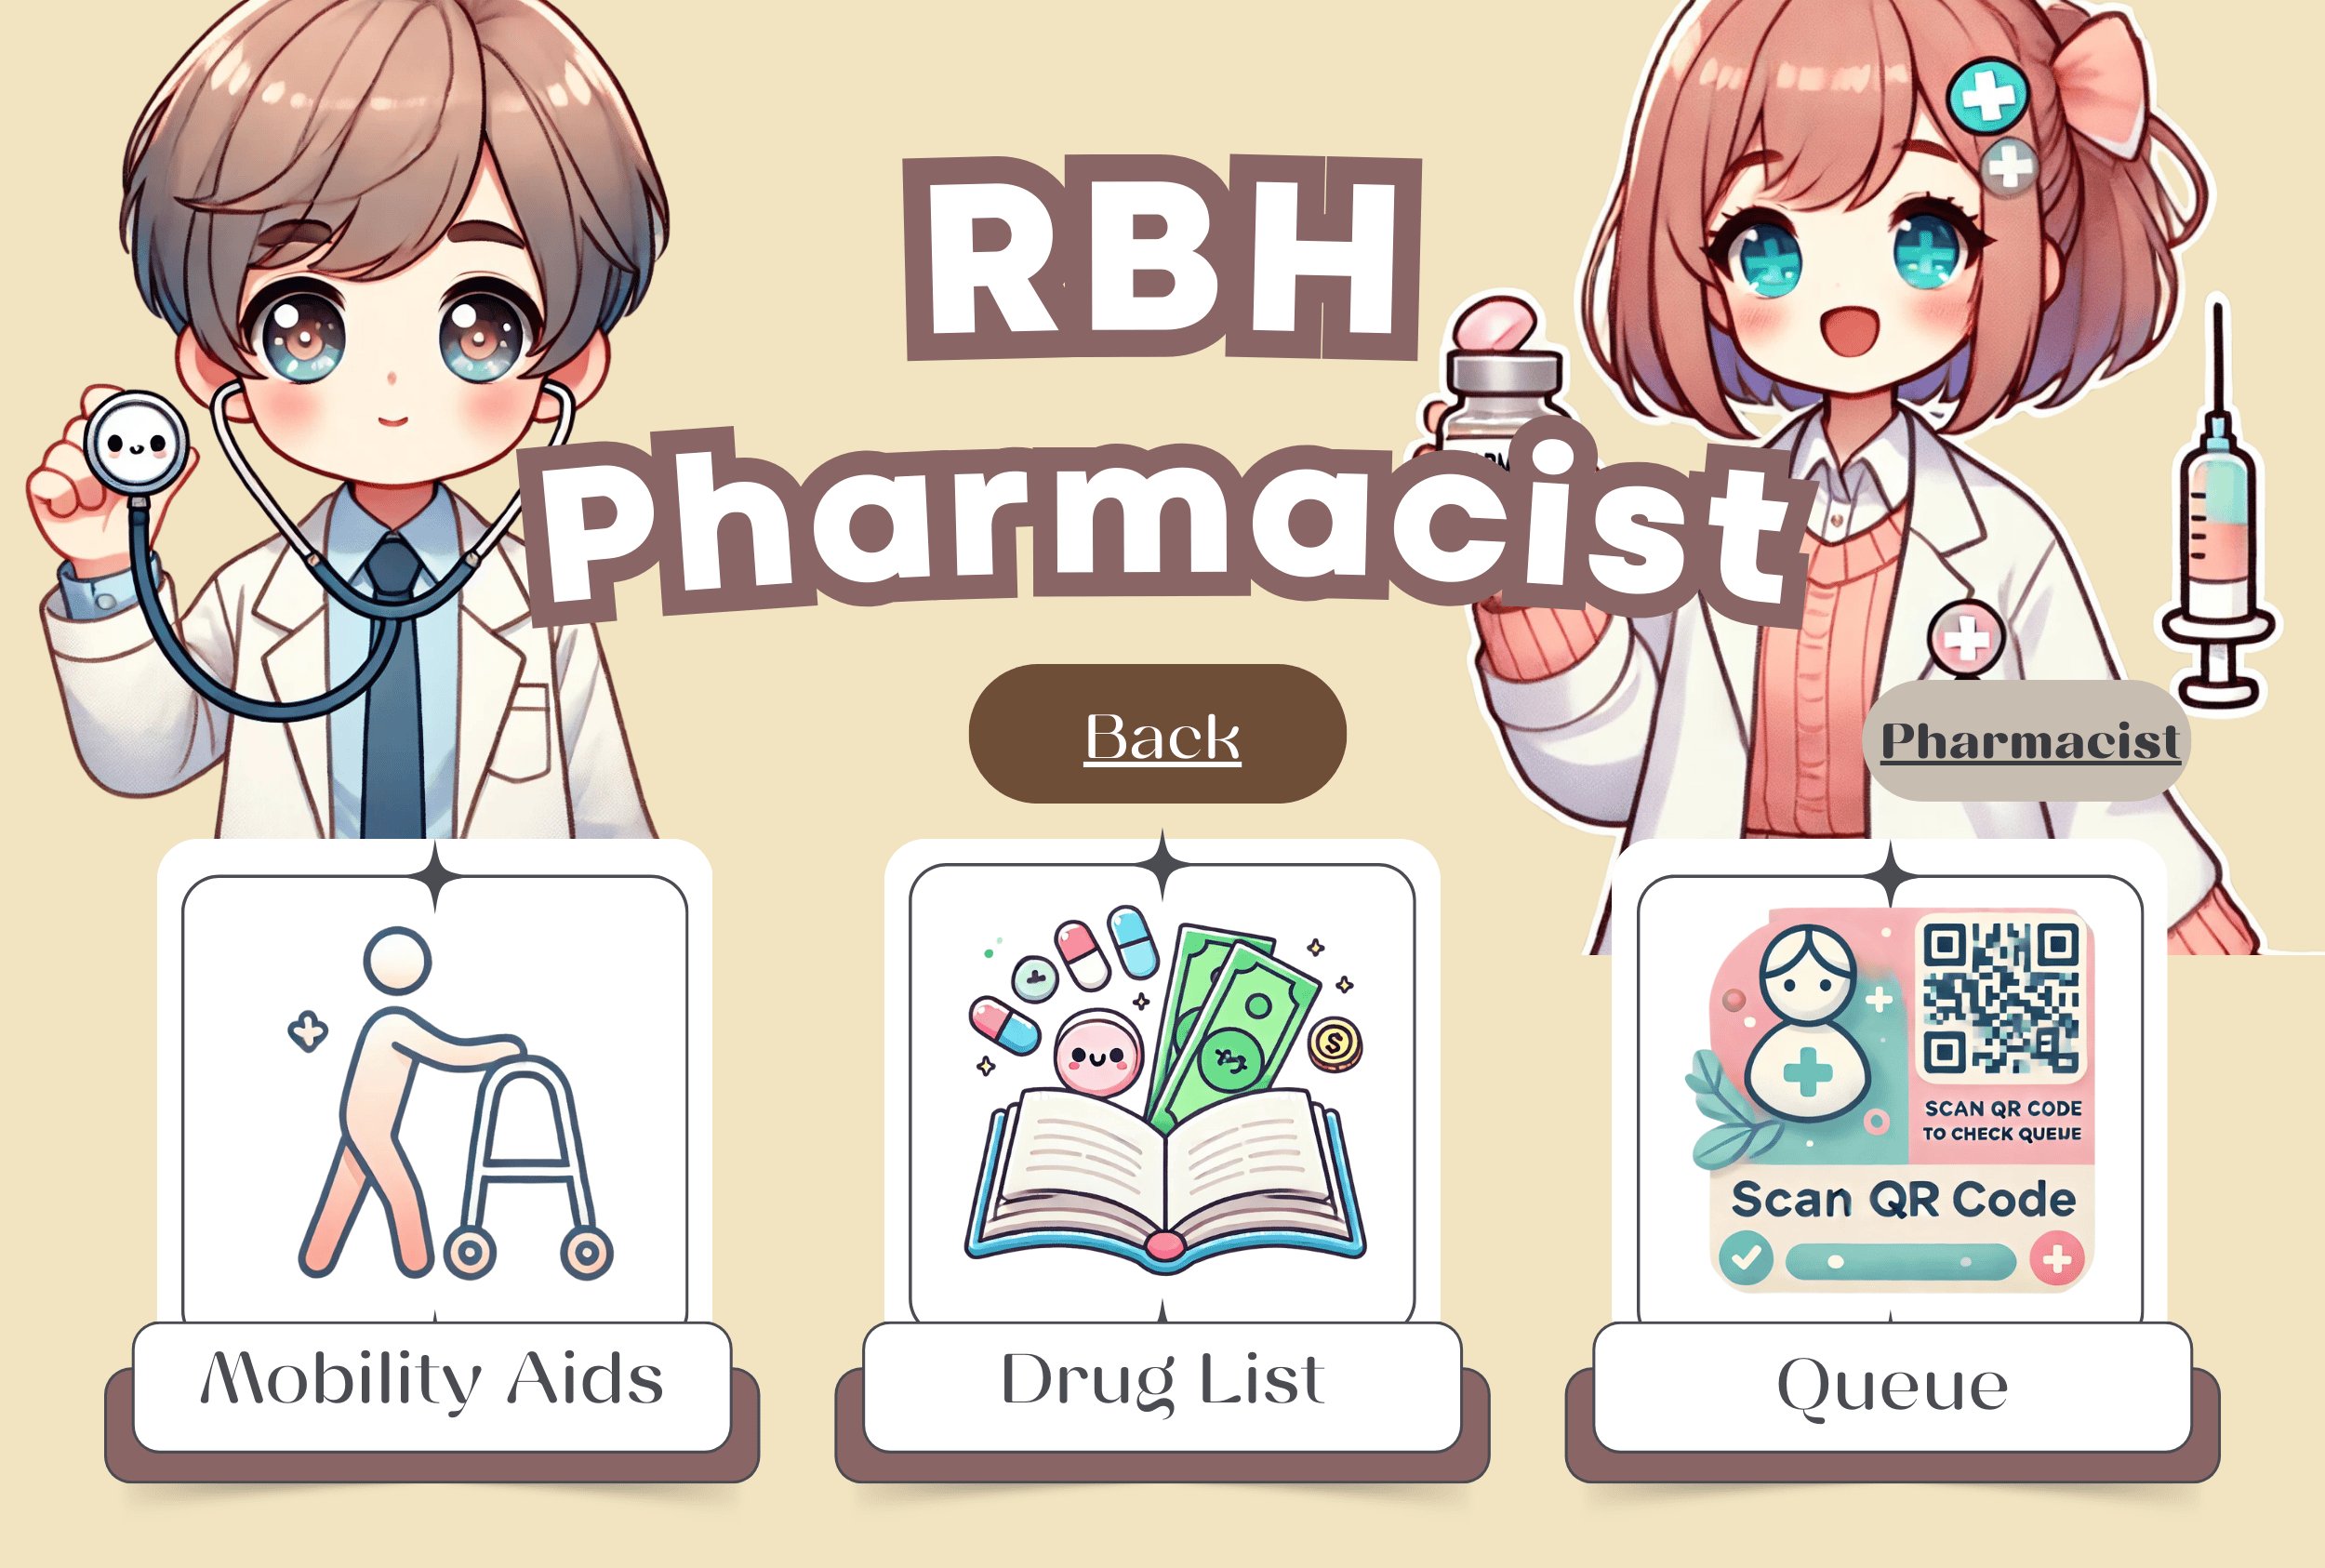 RBH
Pharmacist
Back
Pharmacist
SCAN QR CODE
TO CHECK QUEUE
Scan QR Code
Mobility Aids
Drug List
Queue